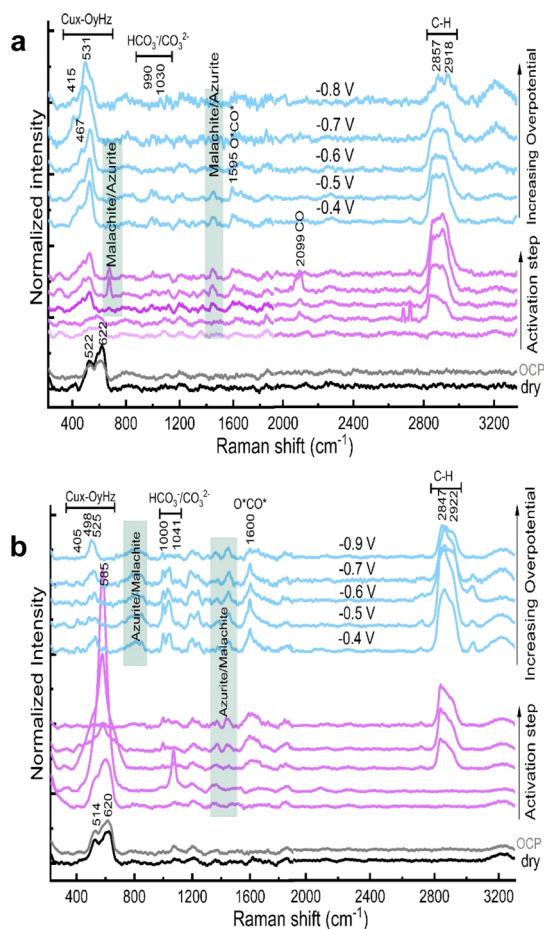 a
Cux-OyHz
531
415
467
HCO₃⁻/CO₃²⁻
990
1030
Malachite/Azurite
Malachite/Azurite
1595 O*CO*
2099 CO
C-H
2857
2918
-0.8 V
-0.7 V
-0.6 V
-0.5 V
-0.4 V
522
622
OCP
dry
Normalized intensity
Increasing Overpotential
Activation step
400 800 1200 1600 2000 2400 2800 3200
Raman shift (cm⁻¹)
b
Cux-OyHz
405
498
525
585
HCO₃⁻/CO₃²⁻
1000
1041
O*CO*
1600
Azurite/Malachite
Azurite/Malachite
C-H
2847
2922
-0.9 V
-0.7 V
-0.6 V
-0.5 V
-0.4 V
514
620
OCP
dry
Normalized Intensity
Increasing Overpotential
Activation step
400 800 1200 1600 2000 2400 2800 3200
Raman shift (cm⁻¹)